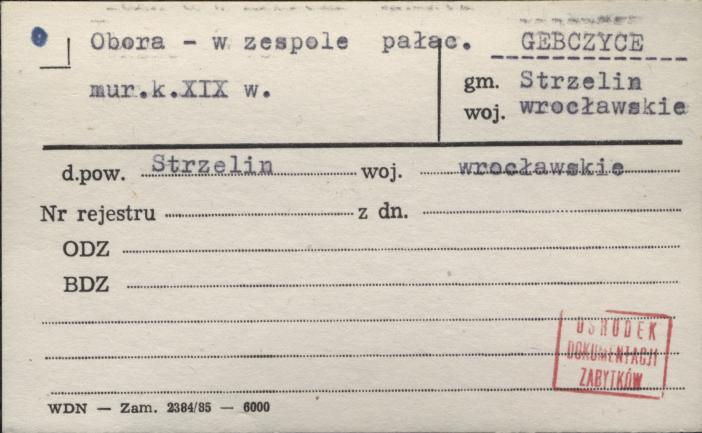 Obora - w zespole pałac. GEBCZYCE
mur.k.XIX w.
gm. Strzelin
woj. wrocławskie
d.pow. Strzelin woj. wrocławskie
Nr rejestru z dn.
ODZ
BDZ
OŚRODEK
DOKUMENTACJI
ZABYTKÓW
WDN — Zam. 2384/85 — 6000